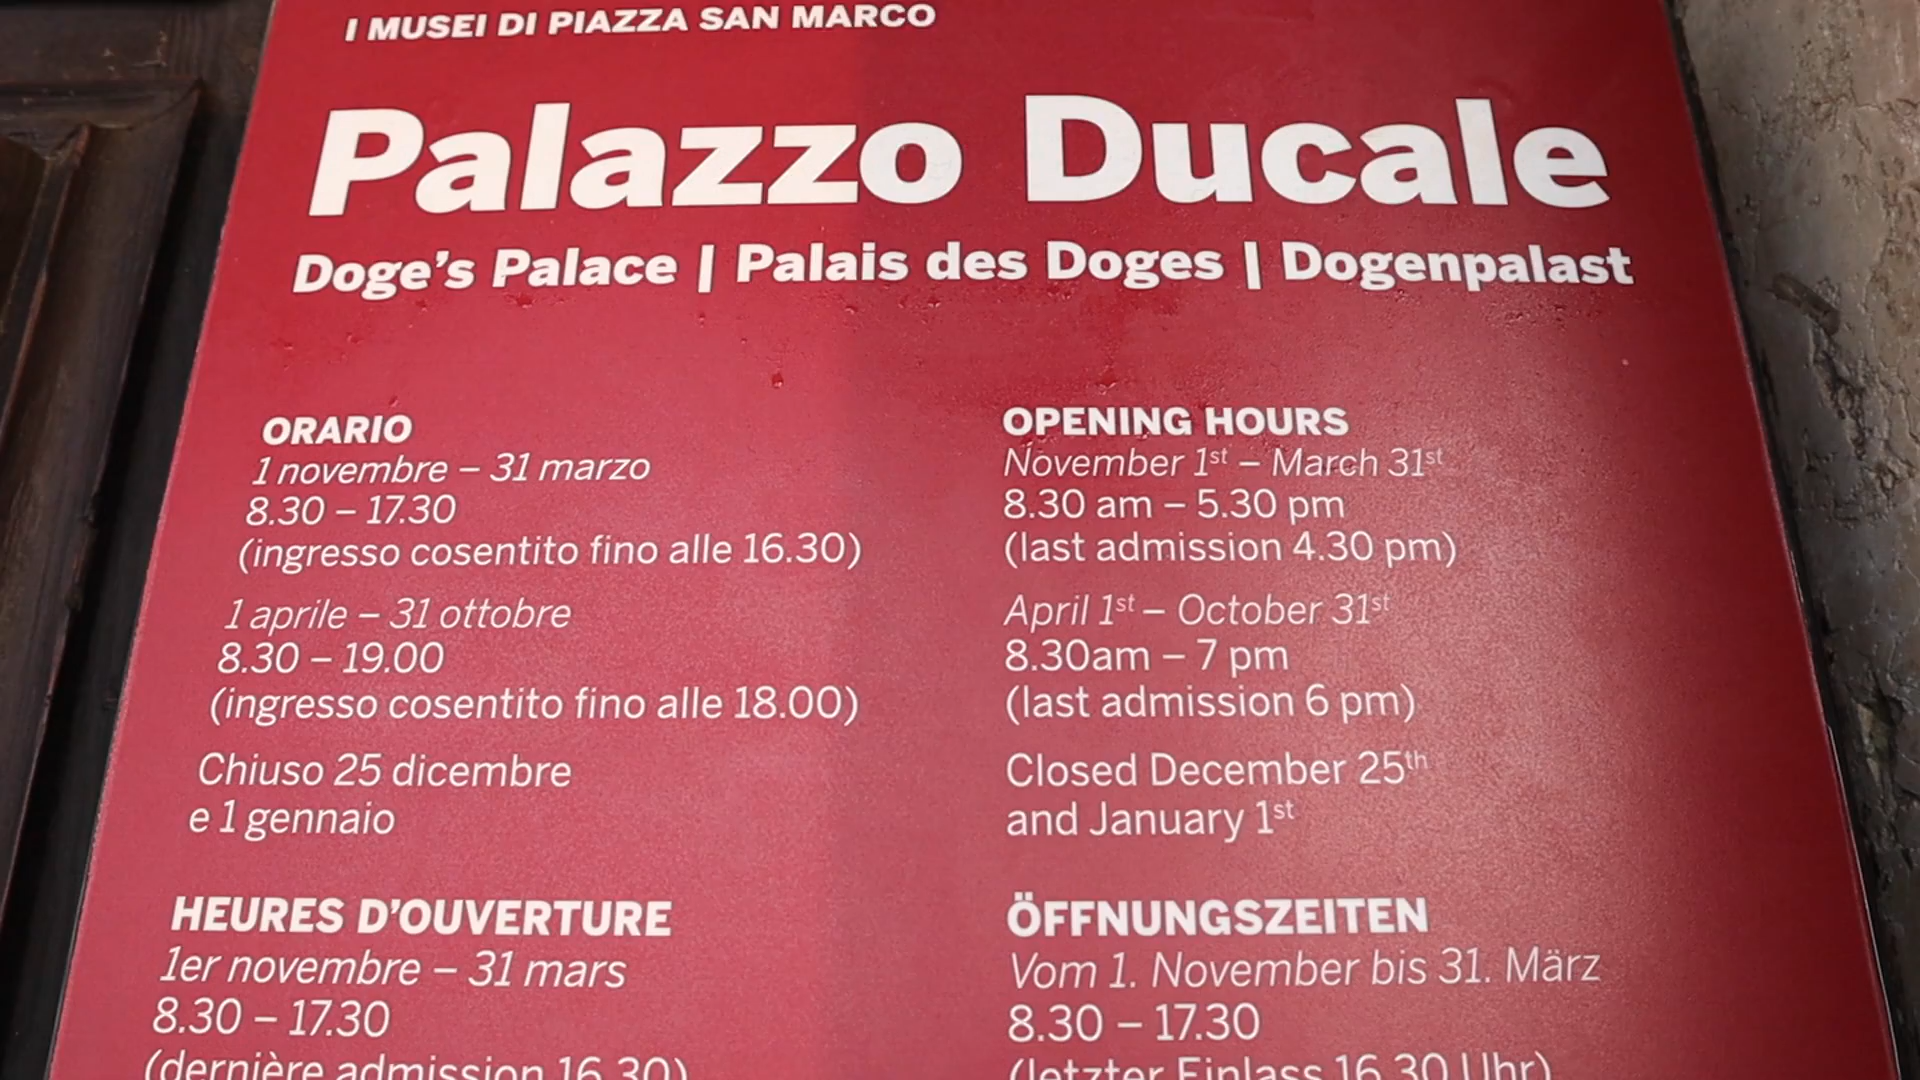 I MUSEI DI PIAZZA SAN MARCO
Palazzo Ducale
Doge's Palace | Palais des Doges | Dogenpalast
ORARIO
1 novembre – 31 marzo
8.30 – 17.30
(ingresso cosentito fino alle 16.30)
1 aprile – 31 ottobre
8.30 – 19.00
(ingresso cosentito fino alle 18.00)
Chiuso 25 dicembre
e 1 gennaio
OPENING HOURS
November 1st – March 31st
8.30 am – 5.30 pm
(last admission 4.30 pm)
April 1st – October 31st
8.30am – 7 pm
(last admission 6 pm)
Closed December 25th
and January 1st
HEURES D'OUVERTURE
1er novembre – 31 mars
8.30 – 17.30
(dernière admission 16.30)
ÖFFNUNGSZEITEN
Vom 1. November bis 31. März
8.30 – 17.30
(letzter Einlass 16.30 Uhr)